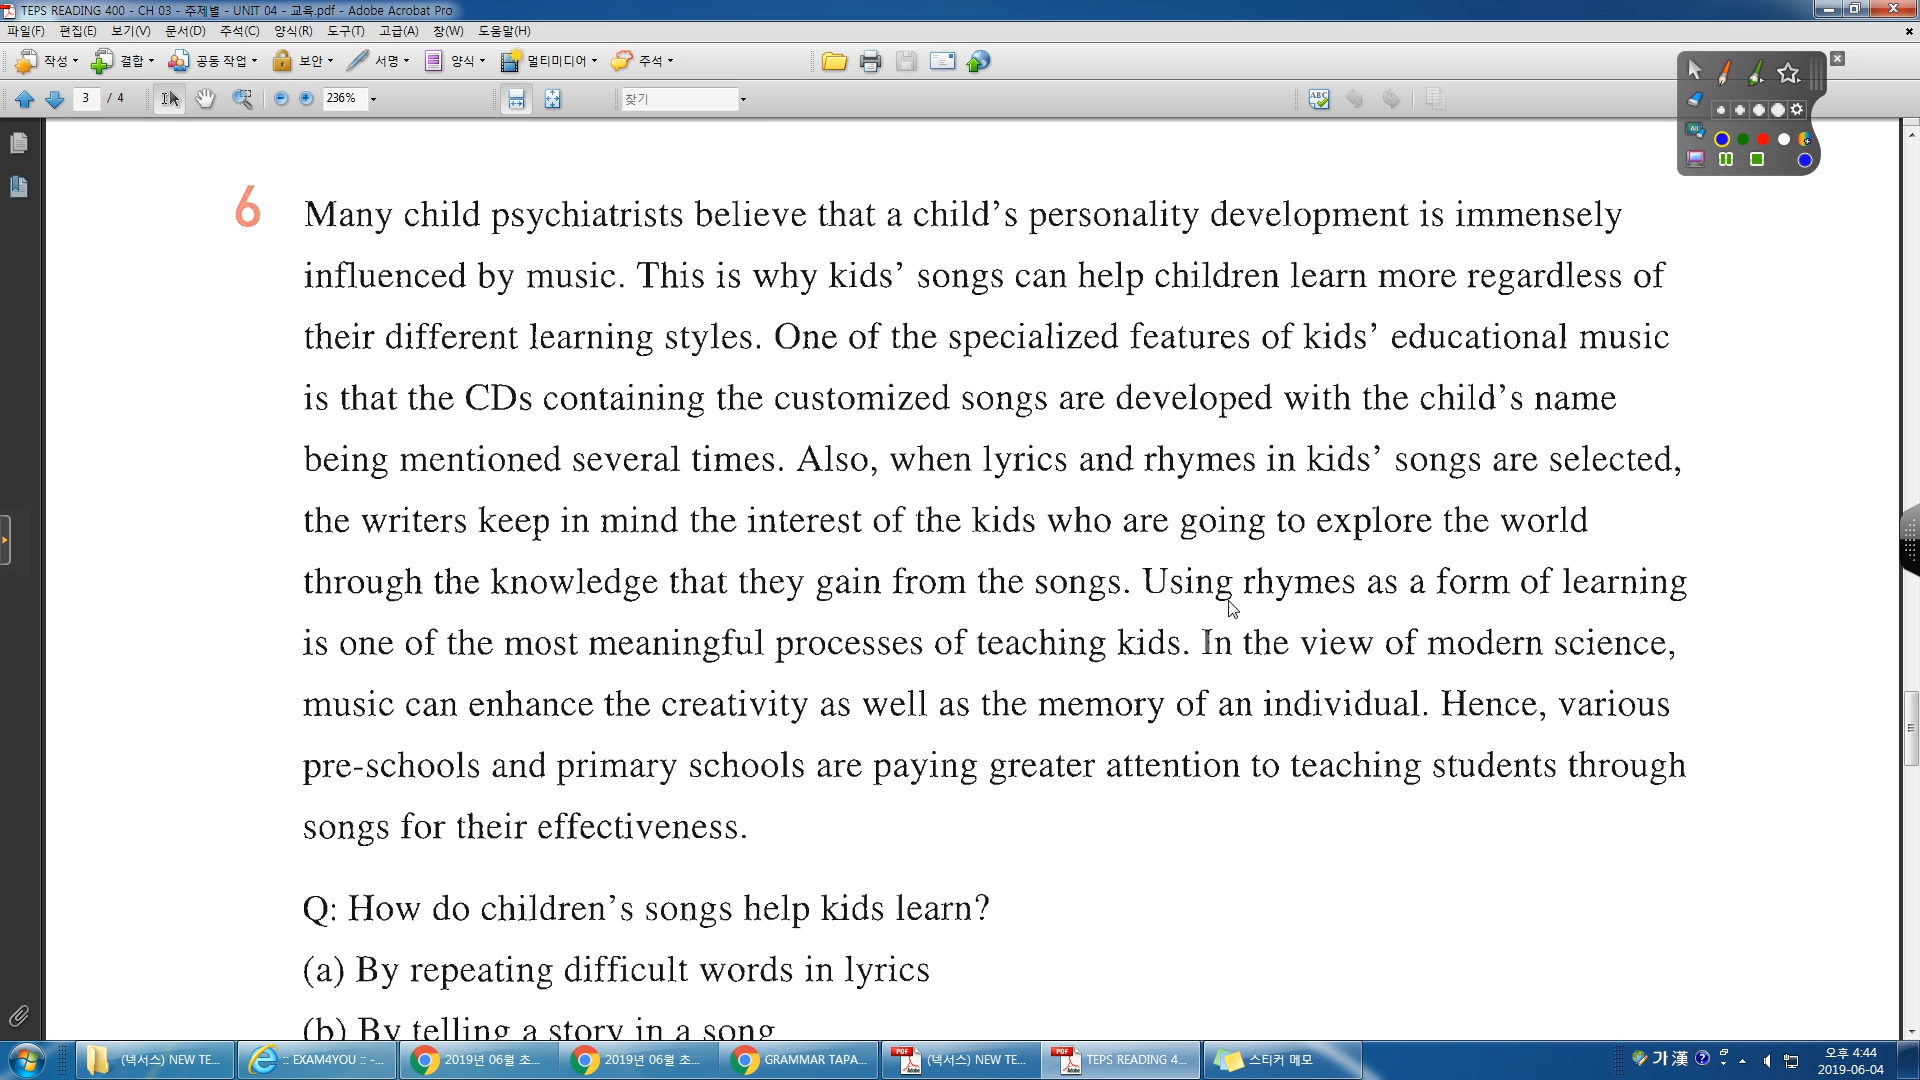 TEPS READING 400 - CH 03 - 주제별 - UNIT 04 - 교육.pdf - Adobe Acrobat Pro
파일(F) 편집(E) 보기(V) 문서(D) 주석(C) 양식(R) 도구(T) 고급(A) 창(W) 도움말(H)
작성 결합 공동 작업 보안 서명 양식 멀티미디어 주석
3 / 4 236% 찾기
6 Many child psychiatrists believe that a child’s personality development is immensely
influenced by music. This is why kids’ songs can help children learn more regardless of
their different learning styles. One of the specialized features of kids’ educational music
is that the CDs containing the customized songs are developed with the child’s name
being mentioned several times. Also, when lyrics and rhymes in kids’ songs are selected,
the writers keep in mind the interest of the kids who are going to explore the world
through the knowledge that they gain from the songs. Using rhymes as a form of learning
is one of the most meaningful processes of teaching kids. In the view of modern science,
music can enhance the creativity as well as the memory of an individual. Hence, various
pre-schools and primary schools are paying greater attention to teaching students through
songs for their effectiveness.
Q: How do children’s songs help kids learn?
(a) By repeating difficult words in lyrics
(b) By telling a story in a song
(넥서스) NEW TE... :: EXAM4YOU :: -... 2019년 06월 초... 2019년 06월 초... GRAMMAR TAPA... (넥서스) NEW TE... TEPS READING 4... 스티커 메모 가 漢 오후 4:44
2019-06-04